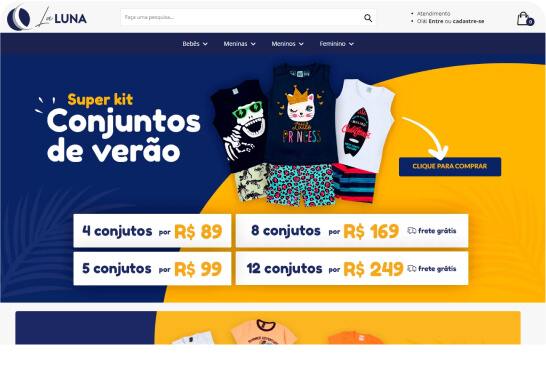 La LUNA
Faça uma pesquisa...
Atendimento
Olá! Entre ou cadastre-se
0
Bebês
Meninas
Meninos
Feminino
Super kit
Conjuntos
de verão
Little
PRINCESS
California
CLIQUE PARA COMPRAR
4 conjutos por R$ 89
8 conjutos por R$ 169 frete grátis
5 conjutos por R$ 99
12 conjutos por R$ 249 frete grátis